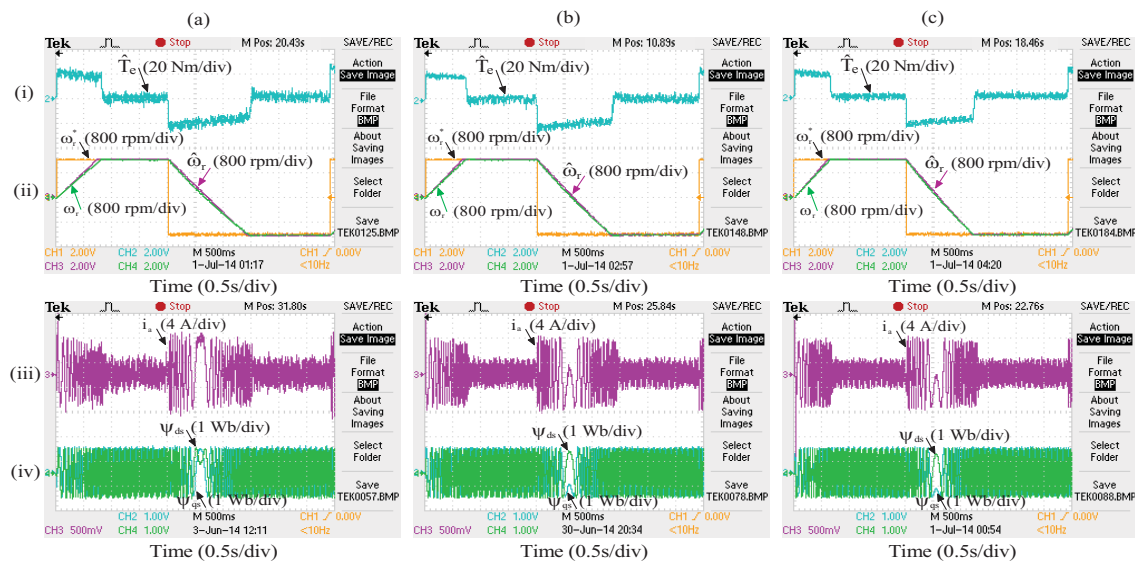 (a)
(b)
(c)
Tek Stop M Pos: 20.43s SAVE/REC
Action
Save Image
File
Format
BMP
About
Saving
Images
Select
Folder
Save
TEK0125.BMP
T̂e (20 Nm/div)
2
ωr* (800 rpm/div)
ω̂r (800 rpm/div)
3
ωr (800 rpm/div)
CH1 2.00V CH2 2.00V M 500ms CH1 0.00V
CH3 2.00V CH4 2.00V 1-Jul-14 01:17 <10Hz
Time (0.5s/div)
Tek Stop M Pos: 10.89s SAVE/REC
Action
Save Image
File
Format
BMP
About
Saving
Images
Select
Folder
Save
TEK0148.BMP
T̂e (20 Nm/div)
2
ωr* (800 rpm/div)
ω̂r (800 rpm/div)
3
ωr (800 rpm/div)
CH1 2.00V CH2 2.00V M 500ms CH1 0.00V
CH3 2.00V CH4 2.00V 1-Jul-14 02:57 <10Hz
Time (0.5s/div)
Tek Stop M Pos: 18.46s SAVE/REC
Action
Save Image
File
Format
BMP
About
Saving
Images
Select
Folder
Save
TEK0184.BMP
T̂e (20 Nm/div)
2
ωr* (800 rpm/div)
ω̂r (800 rpm/div)
3
ωr (800 rpm/div)
CH1 2.00V CH2 2.00V M 500ms CH1 0.00V
CH3 2.00V CH4 2.00V 1-Jul-14 04:20 <10Hz
Time (0.5s/div)
(i)
(ii)
Tek Stop M Pos: 31.80s SAVE/REC
Action
Save Image
File
Format
BMP
About
Saving
Images
Select
Folder
Save
TEK0057.BMP
ia (4 A/div)
3
ψds (1 Wb/div)
ψqs (1 Wb/div)
CH2 1.00V M 500ms CH1 0.00V
CH3 500mV CH4 1.00V 3-Jun-14 12:11 <10Hz
Time (0.5s/div)
Tek Stop M Pos: 25.84s SAVE/REC
Action
Save Image
File
Format
BMP
About
Saving
Images
Select
Folder
Save
TEK0078.BMP
ia (4 A/div)
3
ψds (1 Wb/div)
ψqs (1 Wb/div)
CH2 1.00V M 500ms CH1 0.00V
CH3 500mV CH4 1.00V 30-Jun-14 20:34 <10Hz
Time (0.5s/div)
Tek Stop M Pos: 22.76s SAVE/REC
Action
Save Image
File
Format
BMP
About
Saving
Images
Select
Folder
Save
TEK0088.BMP
ia (4 A/div)
3
ψds (1 Wb/div)
ψqs (1 Wb/div)
CH2 1.00V M 500ms CH1 0.00V
CH3 500mV CH4 1.00V 1-Jul-14 00:54 <10Hz
Time (0.5s/div)
(iii)
(iv)